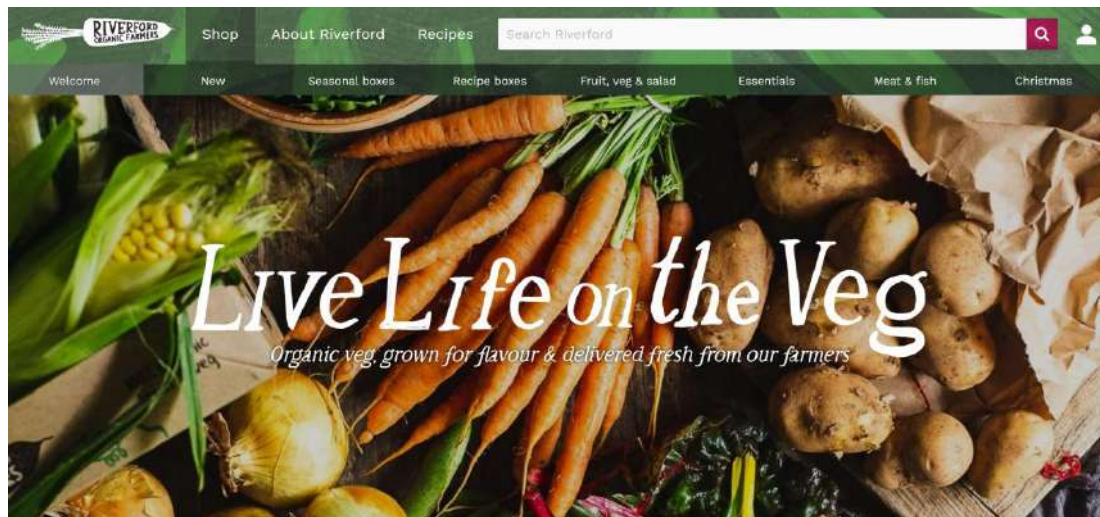 RIVERFORD
ORGANIC FARMERS
Shop
About Riverford
Recipes
Search Riverford
Welcome
New
Seasonal boxes
Recipe boxes
Fruit, veg & salad
Essentials
Meat & fish
Christmas
Live Life on the Veg
Organic veg, grown for flavour & delivered fresh from our farmers
veg